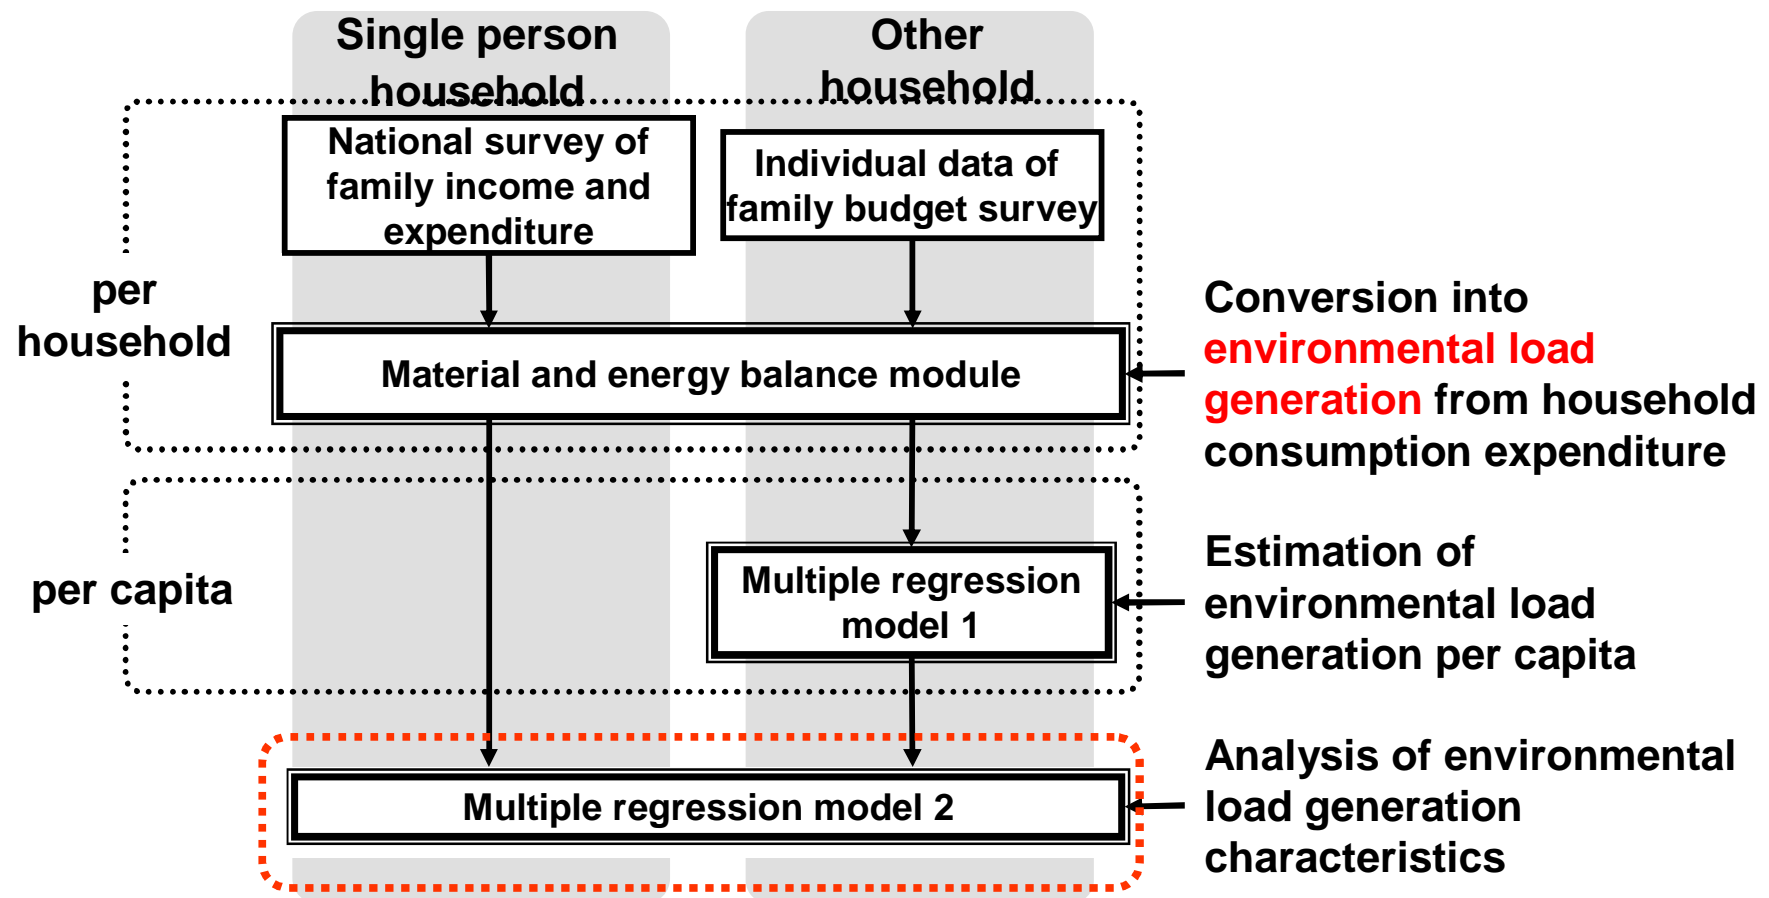 Single person
household
Other
household
National survey of
family income and
expenditure
Individual data of
family budget survey
per
household
Material and energy balance module
Conversion into
environmental load
generation from household
consumption expenditure
per capita
Multiple regression
model 1
Estimation of
environmental load
generation per capita
Multiple regression model 2
Analysis of environmental
load generation
characteristics